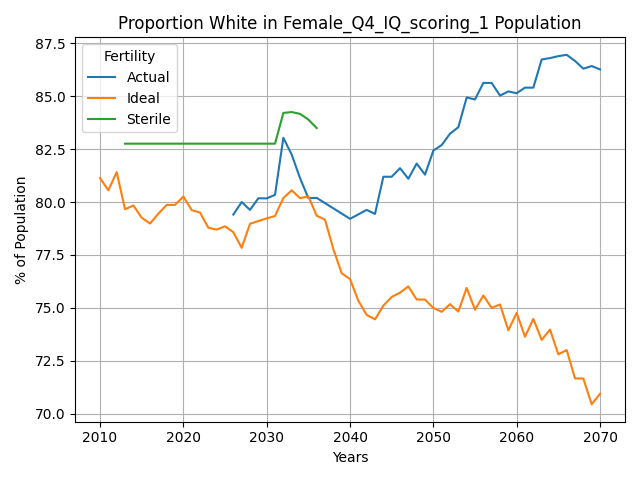 Proportion White in Female_Q4_IQ_scoring_1 Population
Fertility
Actual
Ideal
Sterile
% of Population
87.5
85.0
82.5
80.0
77.5
75.0
72.5
70.0
2010 2020 2030 2040 2050 2060 2070
Years